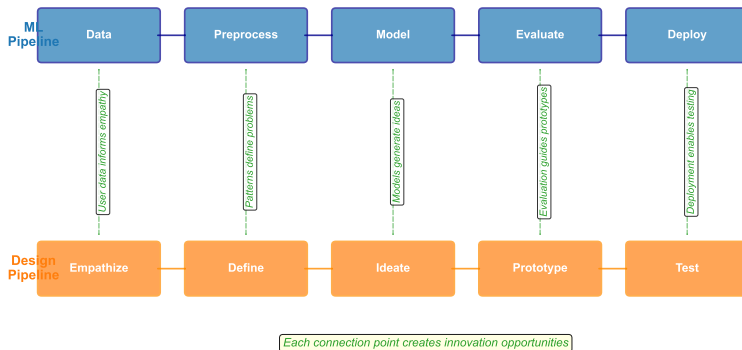 ML
Pipeline
Data
Preprocess
Model
Evaluate
Deploy
User data informs empathy
Patterns define problems
Models generate ideas
Evaluation guides prototypes
Deployment enables testing
Design
Pipeline
Empathize
Define
Ideate
Prototype
Test
Each connection point creates innovation opportunities